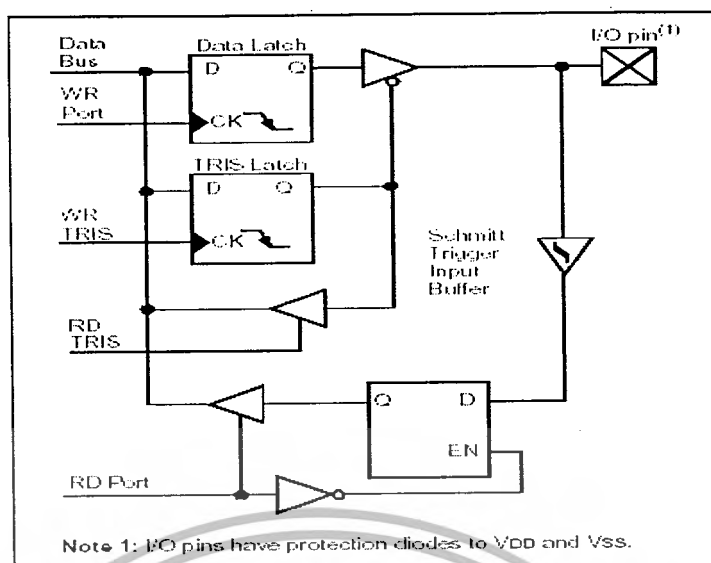 Data
Bus
Data Latch
I/O pin(1)
D
Q
WR
Port
CK
TRIS Latch
D
Q
WR
TRIS
CK
Schmitt
Trigger
Input
Buffer
RD
TRIS
Q
D
EN
RD Port
Note 1: I/O pins have protection diodes to VDD and VSS.